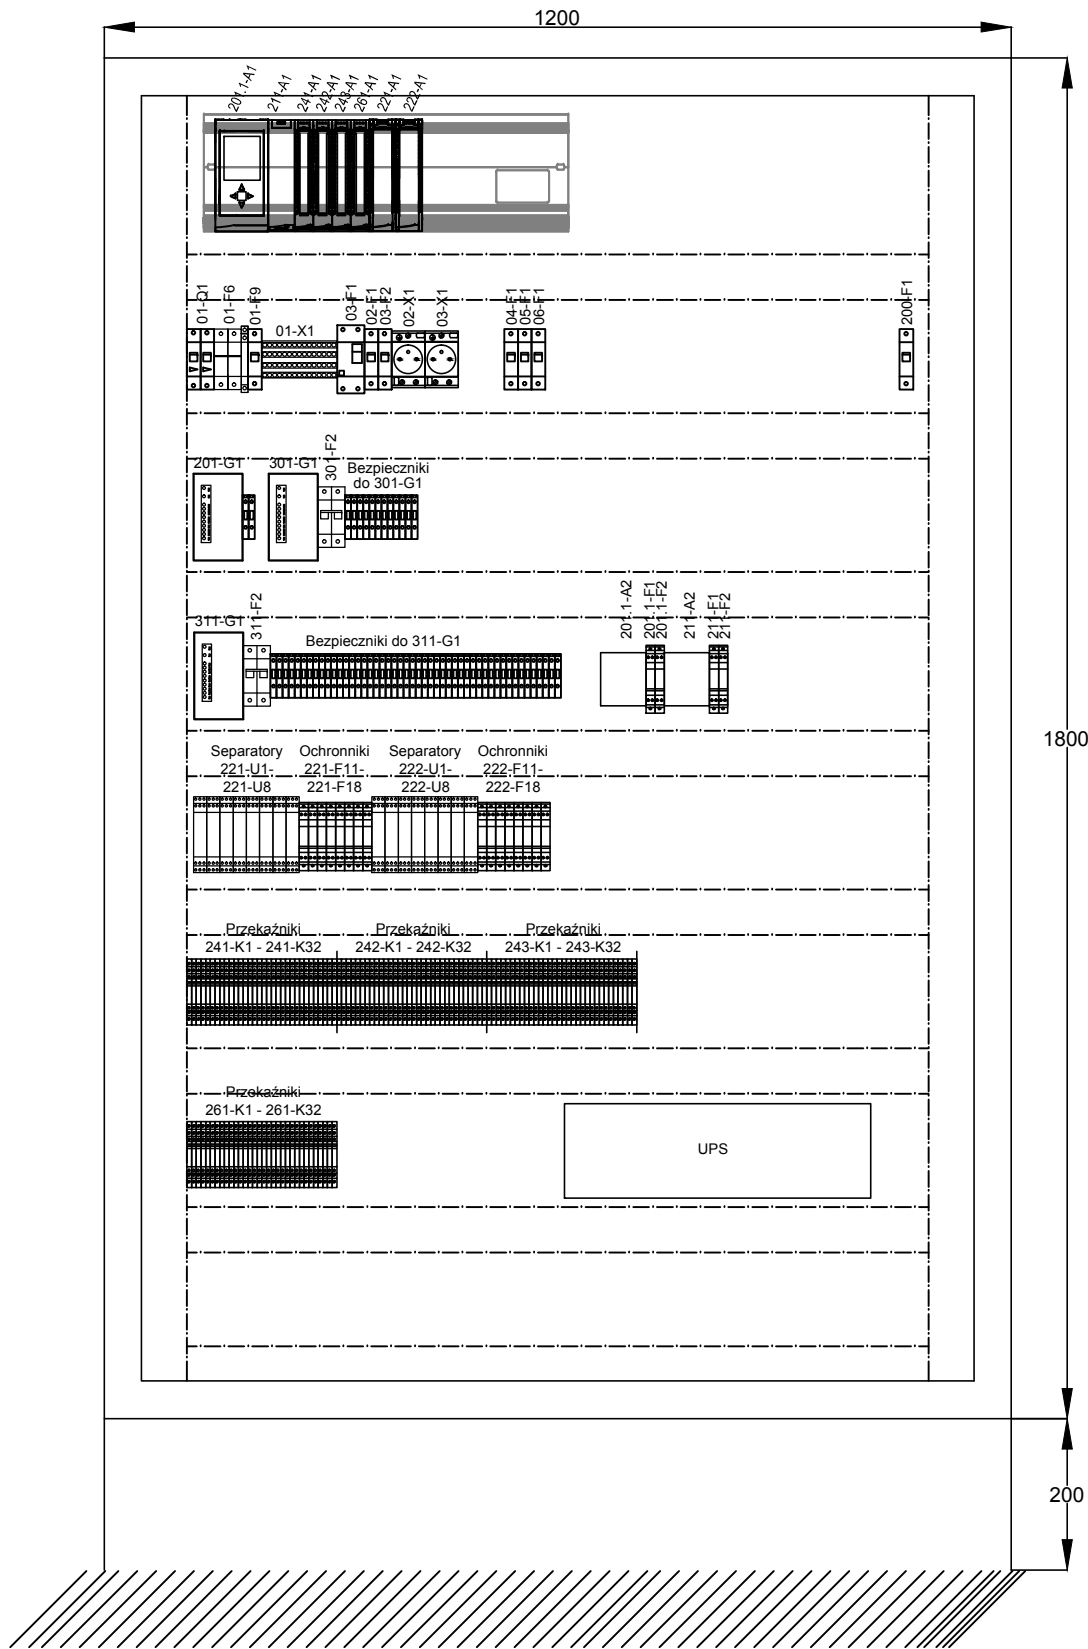 1200
201.1-A1
211-A1
241-A1
242-A1
243-A1
261-A1
221-A1
222-A1
01-Q1
01-F6
01-F9
01-X1
03-F1
02-F1
03-F2
02-X1
03-X1
04-F1
05-F1
06-F1
200-F1
201-G1
301-G1
301-F2
Bezpieczniki
do 301-G1
311-G1
311-F2
Bezpieczniki do 311-G1
201.1-A2
201.1-F1
201.1-F2
211-A2
211-F1
211-F2
1800
Separatory
221-U1-
221-U8
Ochronniki
221-F11-
221-F18
Separatory
222-U1-
222-U8
Ochronniki
222-F11-
222-F18
Przekaźniki
241-K1 - 241-K32
Przekaźniki
242-K1 - 242-K32
Przekaźniki
243-K1 - 243-K32
Przekaźniki
261-K1 - 261-K32
UPS
200